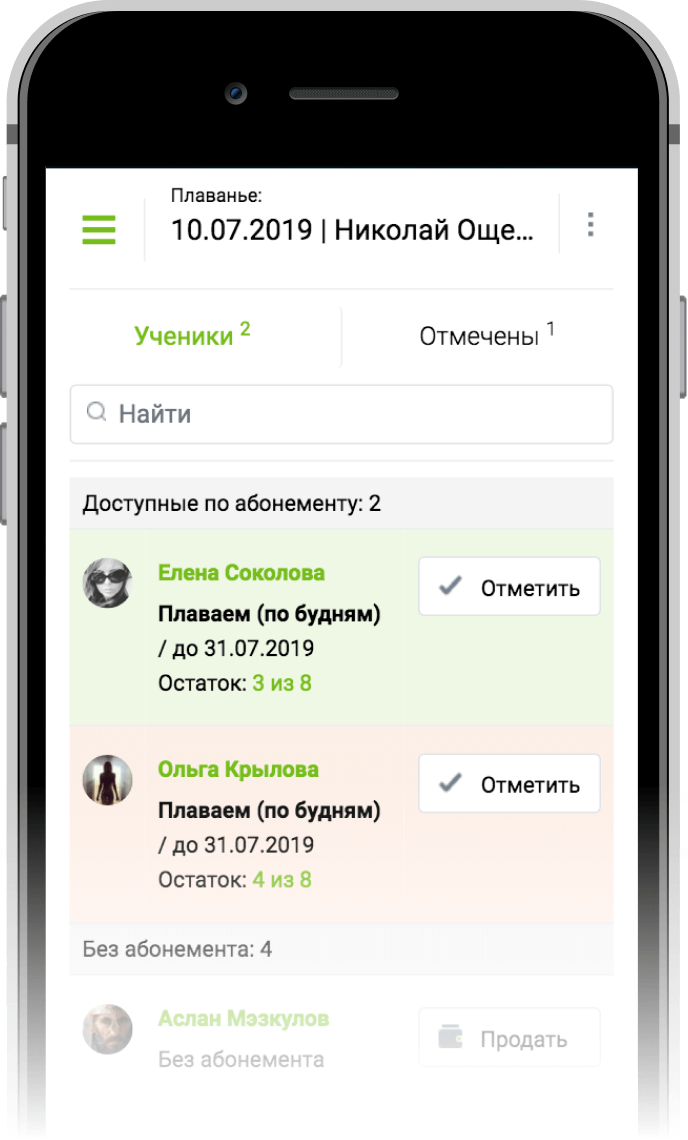 Плаванье:
10.07.2019 | Николай Още...
Ученики 2
Отмечены 1
Найти
Доступные по абонементу: 2
Елена Соколова
Отметить
Плаваем (по будням)
/ до 31.07.2019
Остаток: 3 из 8
Ольга Крылова
Отметить
Плаваем (по будням)
/ до 31.07.2019
Остаток: 4 из 8
Без абонемента: 4
Аслан Мэзкулов
Продать
Без абонемента